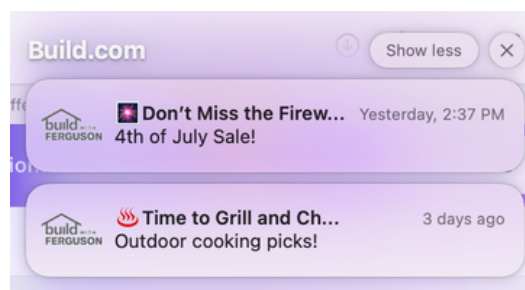 Build.com
Show less
build WITH
FERGUSON
🎆 Don't Miss the Firew...
Yesterday, 2:37 PM
4th of July Sale!
build WITH
FERGUSON
♨️ Time to Grill and Ch...
3 days ago
Outdoor cooking picks!